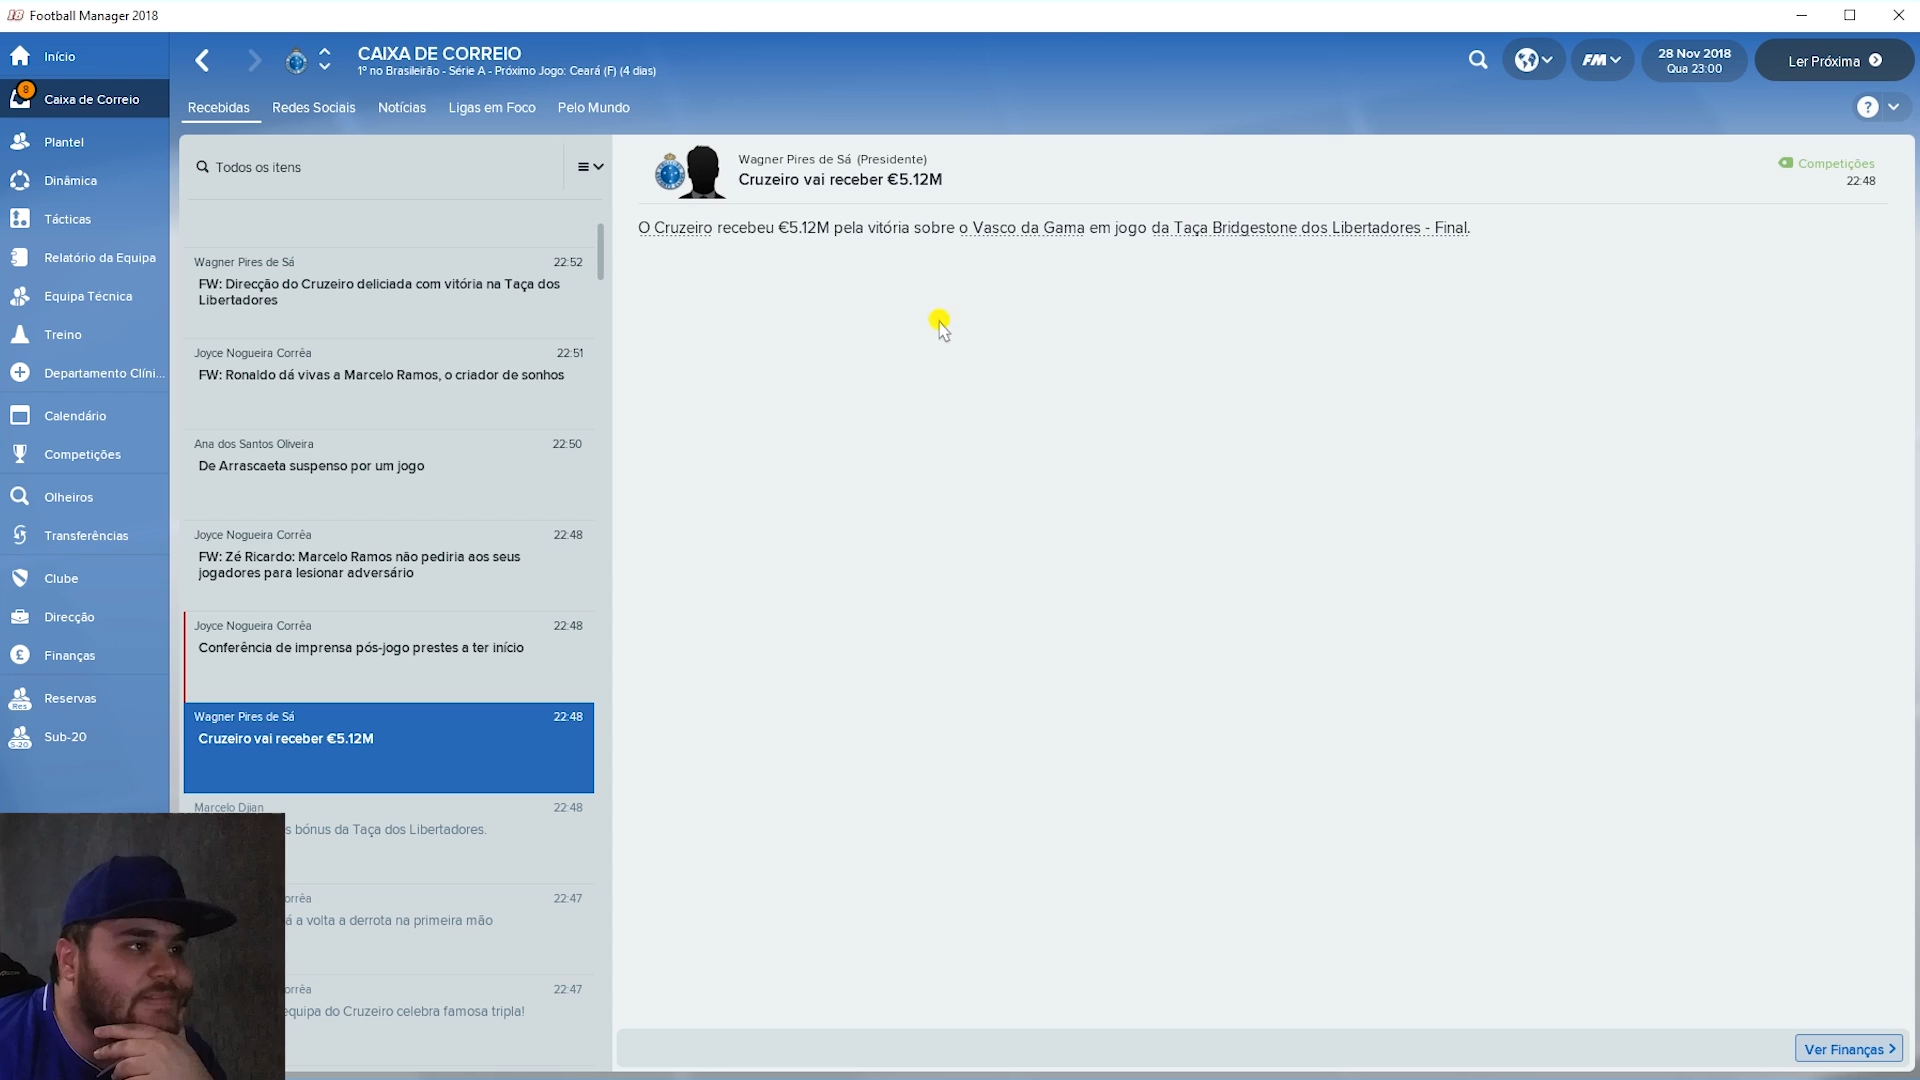 Football Manager 2018
Início
8
Caixa de Correio
Plantel
Dinâmica
Tácticas
Relatório da Equipa
Equipa Técnica
Treino
Departamento Clíni...
Calendário
Competições
Olheiros
Transferências
Clube
Direcção
Finanças
Reservas
Sub-20
CAIXA DE CORREIO
1º no Brasileirão - Série A - Próximo Jogo: Ceará (F) (4 dias)
FM
28 Nov 2018
Qua 23:00
Ler Próxima
Recebidas Redes Sociais Notícias Ligas em Foco Pelo Mundo
Todos os itens
Wagner Pires de Sá 22:52
FW: Direcção do Cruzeiro deliciada com vitória na Taça dos
Libertadores
Joyce Nogueira Corrêa 22:51
FW: Ronaldo dá vivas a Marcelo Ramos, o criador de sonhos
Ana dos Santos Oliveira 22:50
De Arrascaeta suspenso por um jogo
Joyce Nogueira Corrêa 22:48
FW: Zé Ricardo: Marcelo Ramos não pediria aos seus
jogadores para lesionar adversário
Joyce Nogueira Corrêa 22:48
Conferência de imprensa pós-jogo prestes a ter início
Wagner Pires de Sá 22:48
Cruzeiro vai receber €5.12M
Marcelo Djian 22:48
s bónus da Taça dos Libertadores.
orrêa 22:47
á a volta a derrota na primeira mão
orrêa 22:47
equipa do Cruzeiro celebra famosa tripla!
Wagner Pires de Sá (Presidente)
Cruzeiro vai receber €5.12M
Competições
22:48
O Cruzeiro recebeu €5.12M pela vitória sobre o Vasco da Gama em jogo da Taça Bridgestone dos Libertadores - Final.
Ver Finanças